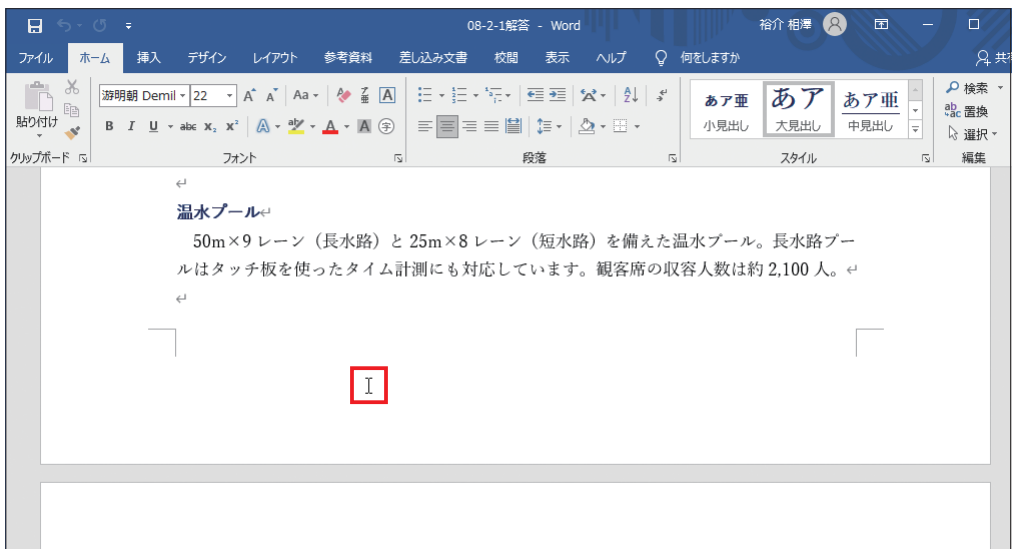 08-2-1解答 - Word
裕介 相澤
ファイル ホーム 挿入 デザイン レイアウト 参考資料 差し込み文書 校閲 表示 ヘルプ 何をしますか 共
貼り付け
游明朝 Demil 22 A A Aa A
B I U abc x₂ x² A aby A A 字
あア亜 あア 亜 あア亜
小見出し 大見出し 中見出し
検索
置換
選択
クリップボード フォント 段落 スタイル 編集
温水プール↵
50m×9 レーン（長水路）と 25m×8 レーン（短水路）を備えた温水プール。長水路プー
ルはタッチ板を使ったタイム計測にも対応しています。観客席の収容人数は約 2,100 人。↵